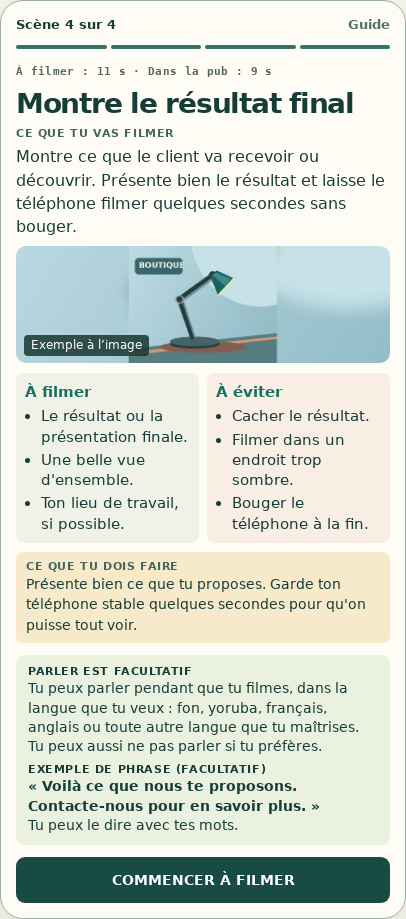 Scène 4 sur 4
Guide
À filmer : 11 s · Dans la pub : 9 s
Montre le résultat final
CE QUE TU VAS FILMER
Montre ce que le client va recevoir ou
découvrir. Présente bien le résultat et laisse le
téléphone filmer quelques secondes sans
bouger.
BOUTIQUE
Exemple à l’image
À filmer
• Le résultat ou la
présentation finale.
• Une belle vue
d'ensemble.
• Ton lieu de travail,
si possible.
À éviter
• Cacher le résultat.
• Filmer dans un
endroit trop
sombre.
• Bouger le
téléphone à la fin.
CE QUE TU DOIS FAIRE
Présente bien ce que tu proposes. Garde ton
téléphone stable quelques secondes pour qu'on
puisse tout voir.
PARLER EST FACULTATIF
Tu peux parler pendant que tu filmes, dans la
langue que tu veux : fon, yoruba, français,
anglais ou toute autre langue que tu maîtrises.
Tu peux aussi ne pas parler si tu préfères.
EXEMPLE DE PHRASE (FACULTATIF)
« Voilà ce que nous te proposons.
Contacte-nous pour en savoir plus. »
Tu peux le dire avec tes mots.
COMMENCER À FILMER